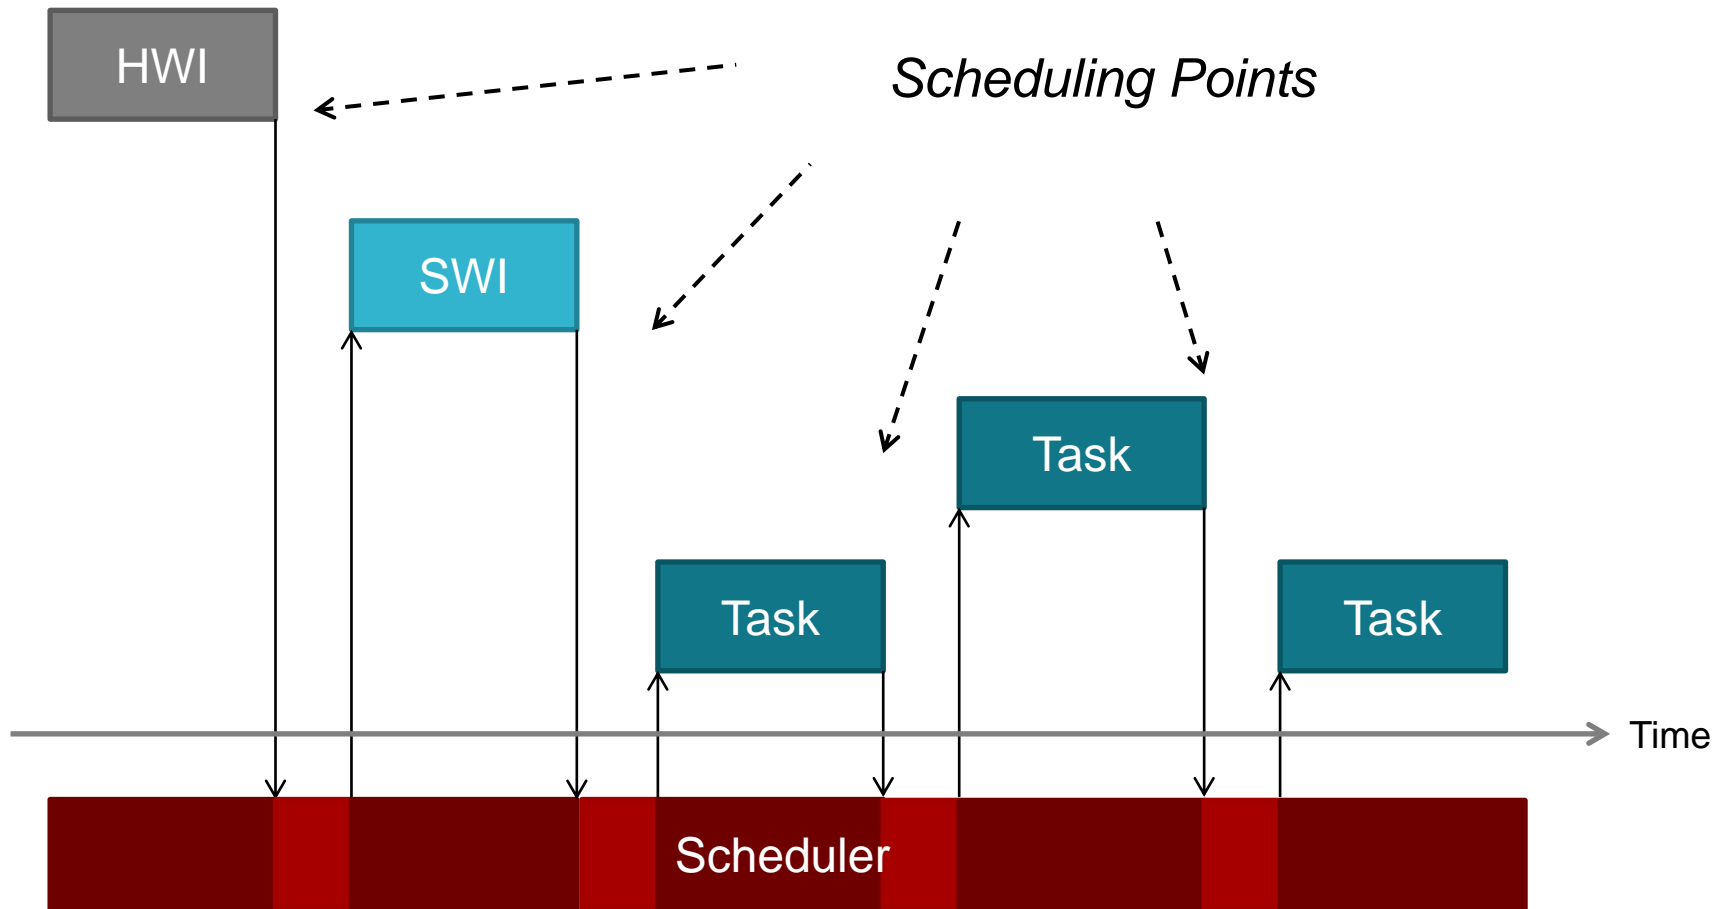 HWI
Scheduling Points
SWI
Task
Task
Task
Time
Scheduler